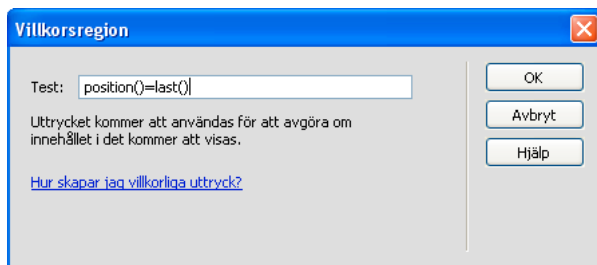 Villkorsregion
Test: position()=last()
OK
Uttrycket kommer att användas för att avgöra om
innehållet i det kommer att visas.
Avbryt
Hjälp
Hur skapar jag villkorliga uttryck?